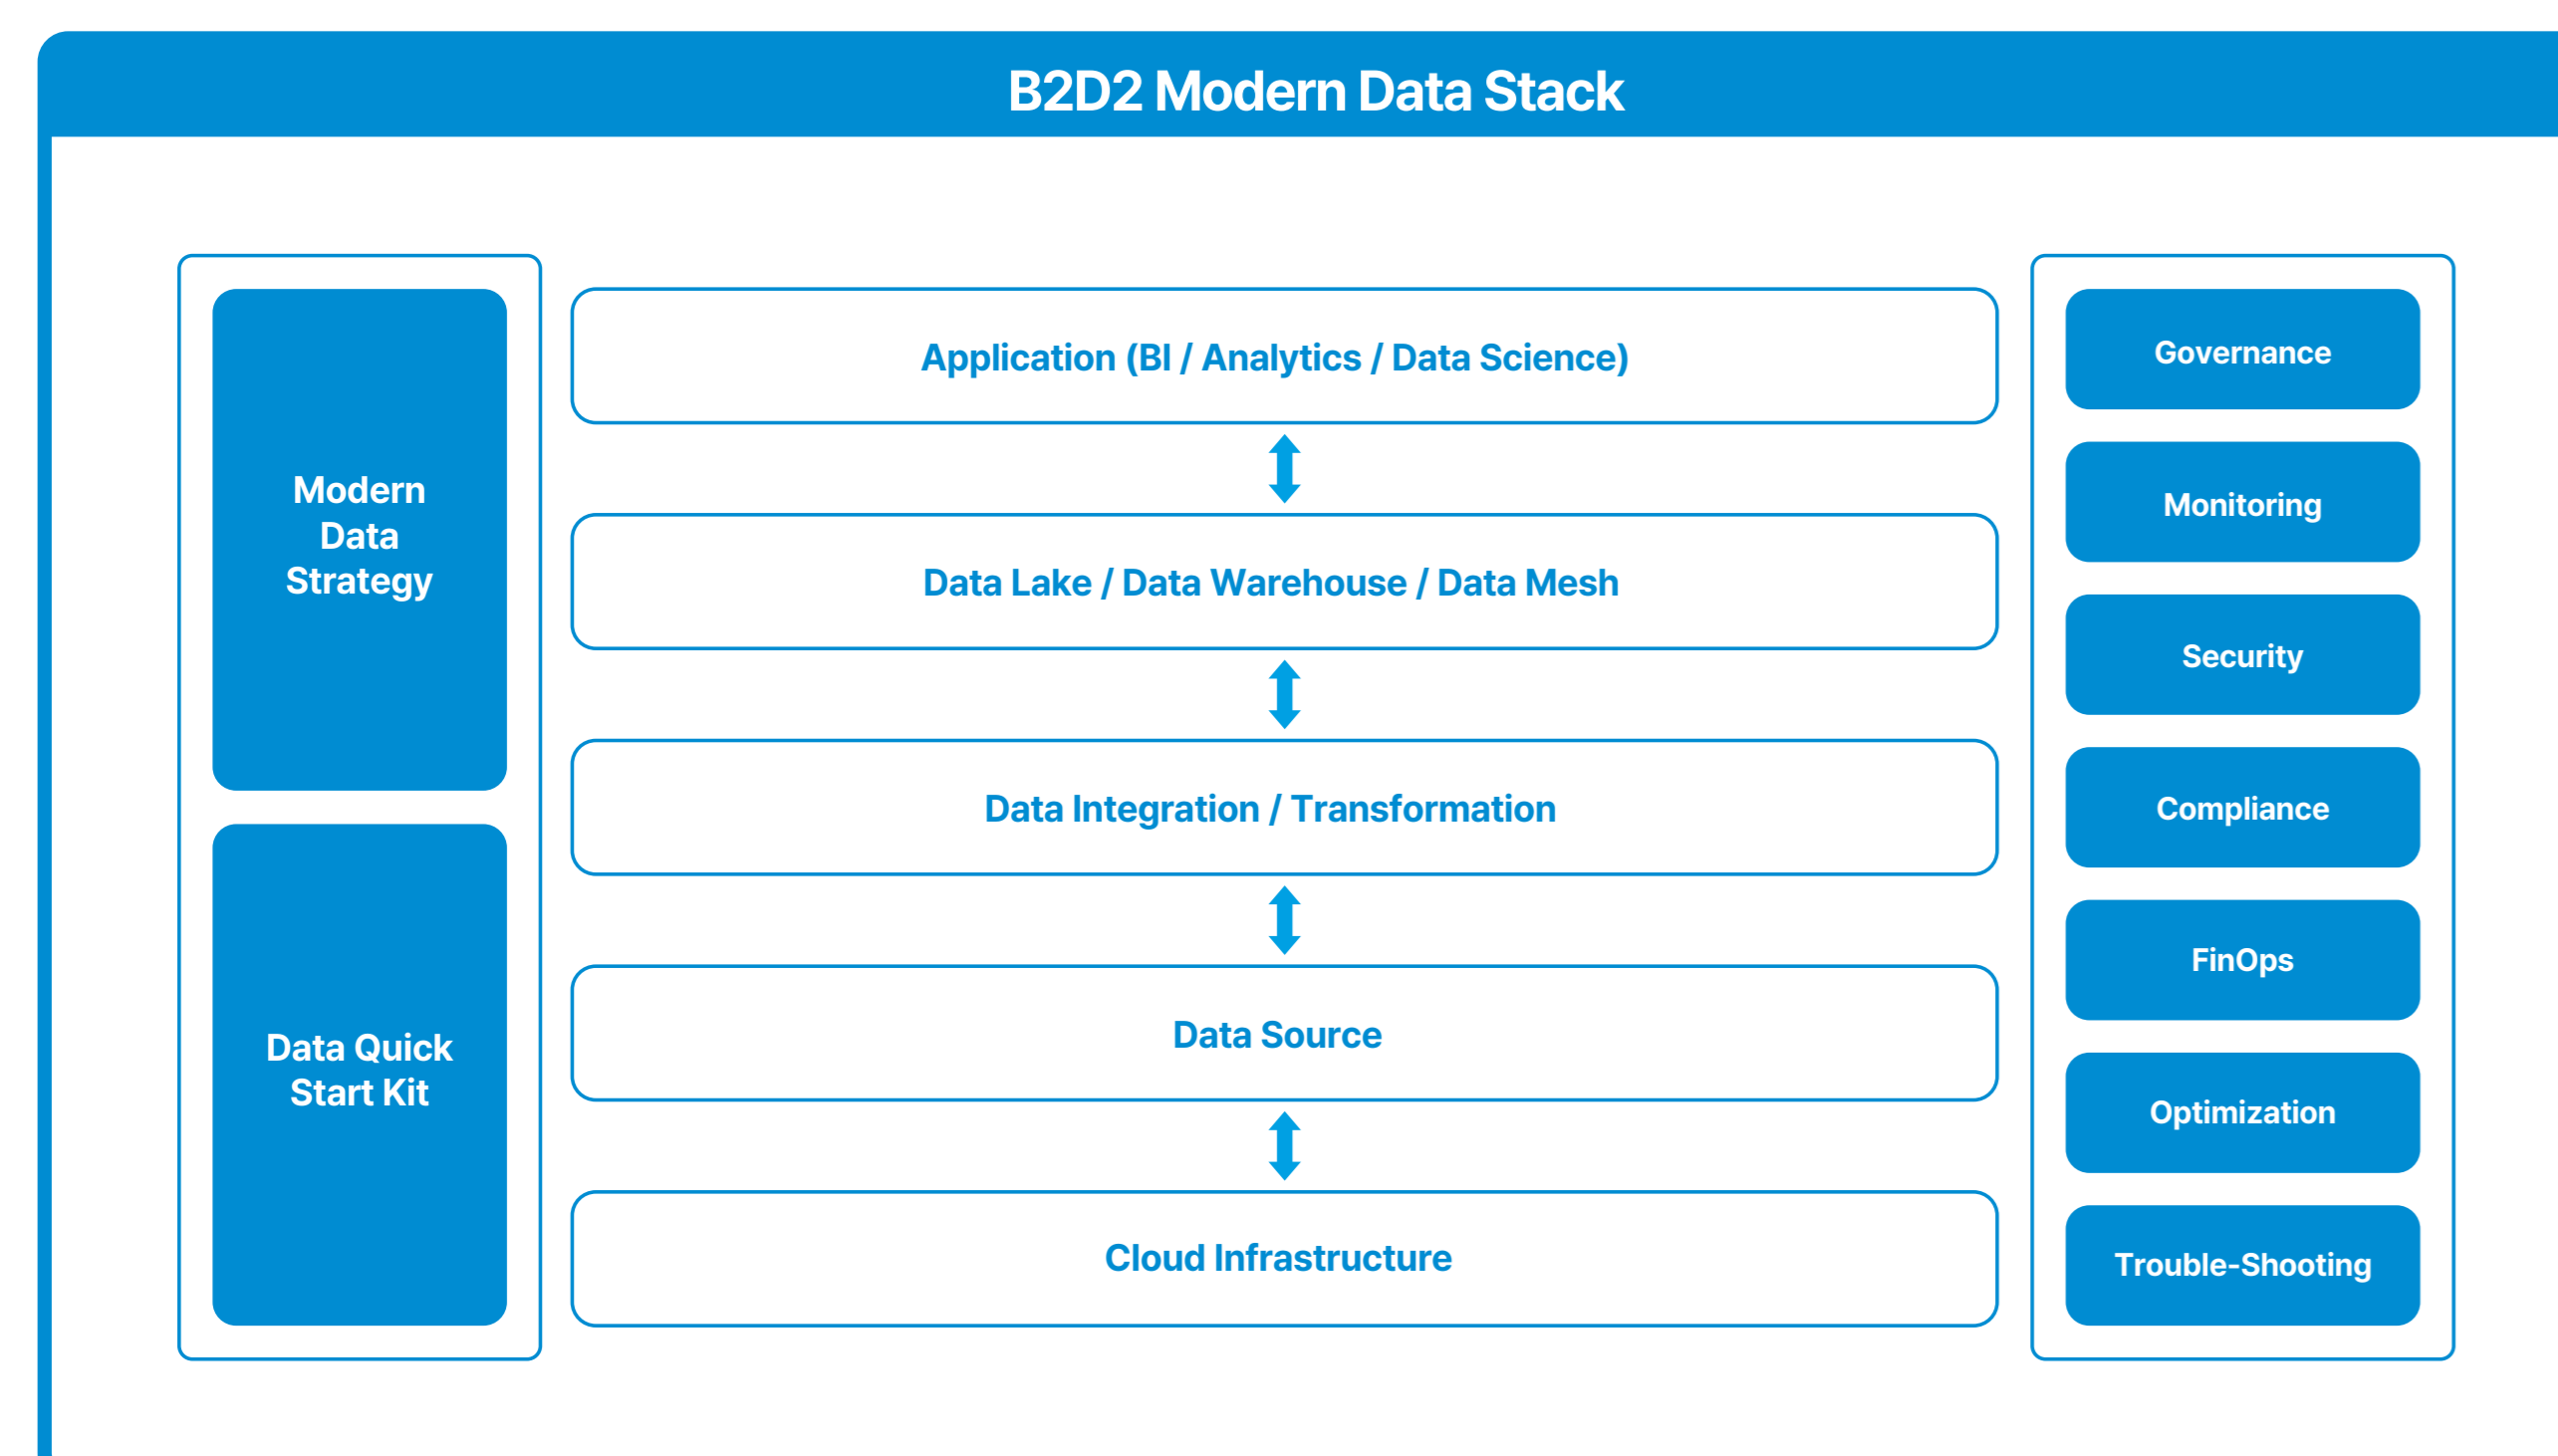 B2D2 Modern Data Stack
Modern
Data
Strategy
Data Quick
Start Kit
Application (BI / Analytics / Data Science)
Data Lake / Data Warehouse / Data Mesh
Data Integration / Transformation
Data Source
Cloud Infrastructure
Governance
Monitoring
Security
Compliance
FinOps
Optimization
Trouble-Shooting